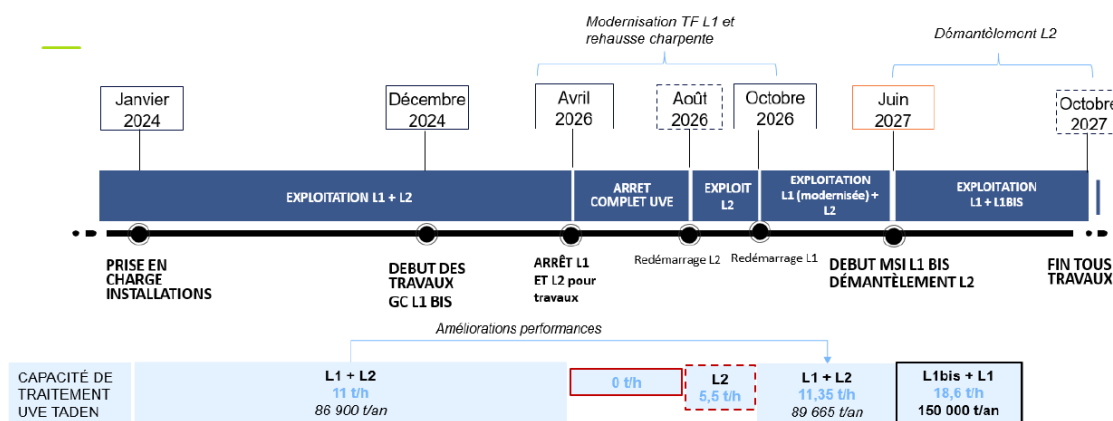 Modernisation TF L1 et
rehausse charpente
Démantèlement L2
Janvier
2024
Décembre
2024
Avril
2026
Août
2026
Octobre
2026
Juin
2027
Octobre
2027
EXPLOITATION L1 + L2
ARRET
COMPLET UVE
EXPLOIT
L2
EXPLOITATION
L1 (modernisée) +
L2
EXPLOITATION
L1 + L1BIS
PRISE EN
CHARGE
INSTALLATIONS
DEBUT DES
TRAVAUX
GC L1 BIS
ARRÊT L1
ET L2 pour
travaux
Redémarrage L2
Redémarrage L1
DEBUT MSI L1 BIS
DÉMANTÈLEMENT L2
FIN TOUS
TRAVAUX
Améliorations performances
CAPACITÉ DE
TRAITEMENT
UVE TADEN
L1 + L2
11 t/h
86 900 t/an
0 t/h
L2
5,5 t/h
L1 + L2
11,35 t/h
89 665 t/an
L1bis + L1
18,6 t/h
150 000 t/an